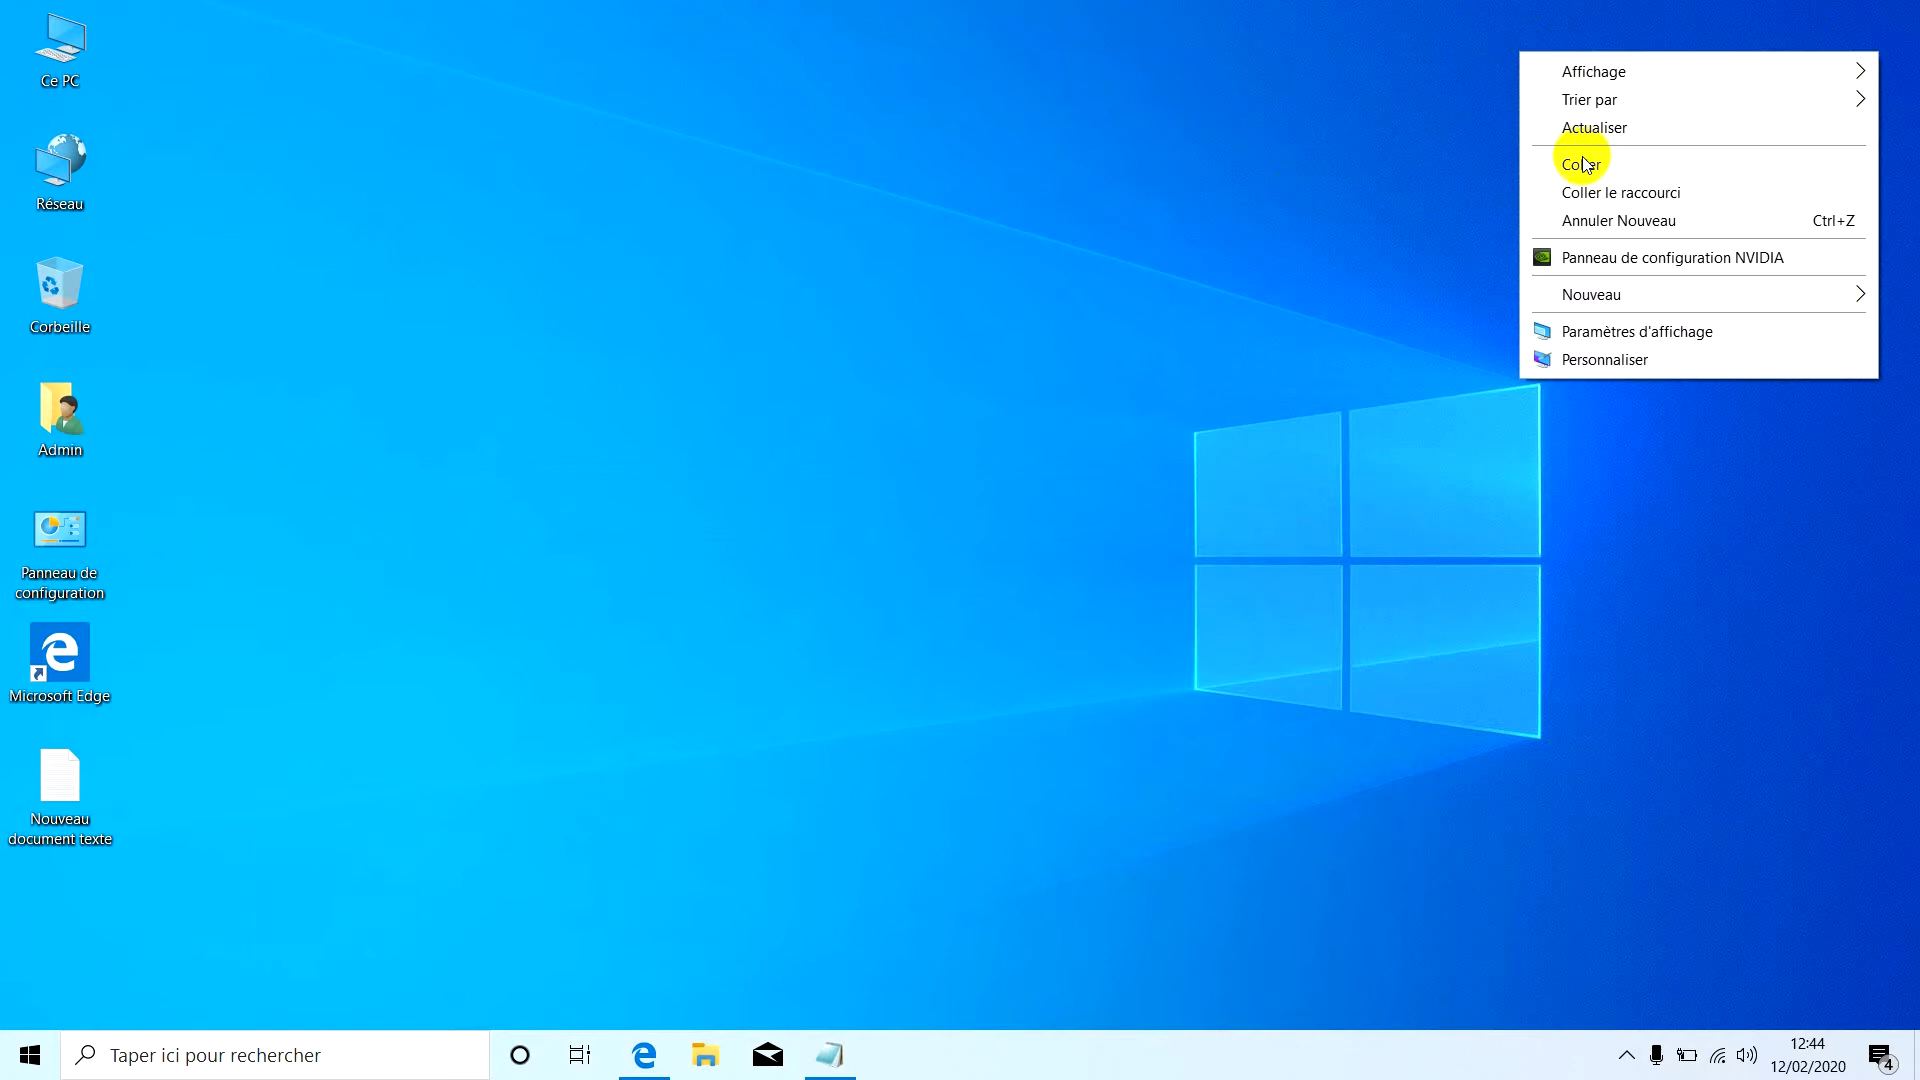 Ce PC
Réseau
Corbeille
Admin
Panneau de
configuration
Microsoft Edge
Nouveau
document texte
Affichage
Trier par
Actualiser
Coller le raccourci
Annuler Nouveau Ctrl+Z
Panneau de configuration NVIDIA
Nouveau
Paramètres d'affichage
Personnaliser
Taper ici pour rechercher
12:44
12/02/2020
4